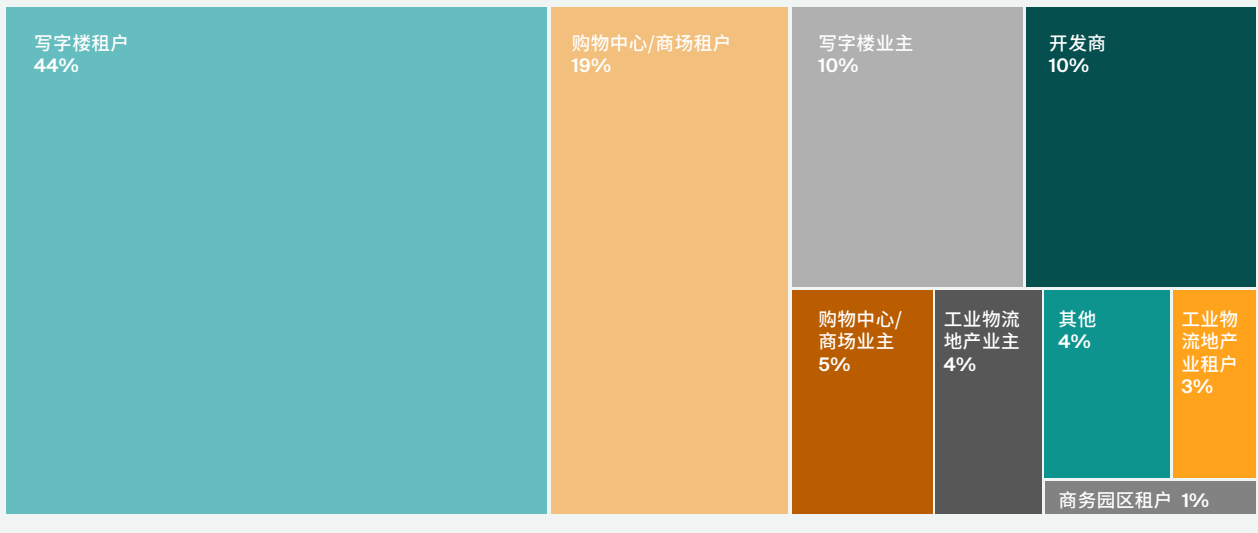 写字楼租户
44%
购物中心/商场租户
19%
写字楼业主
10%
开发商
10%
购物中心/
商场业主
5%
工业物流
地产业主
4%
其他
4%
工业物
流地产
业租户
3%
商务园区租户 1%